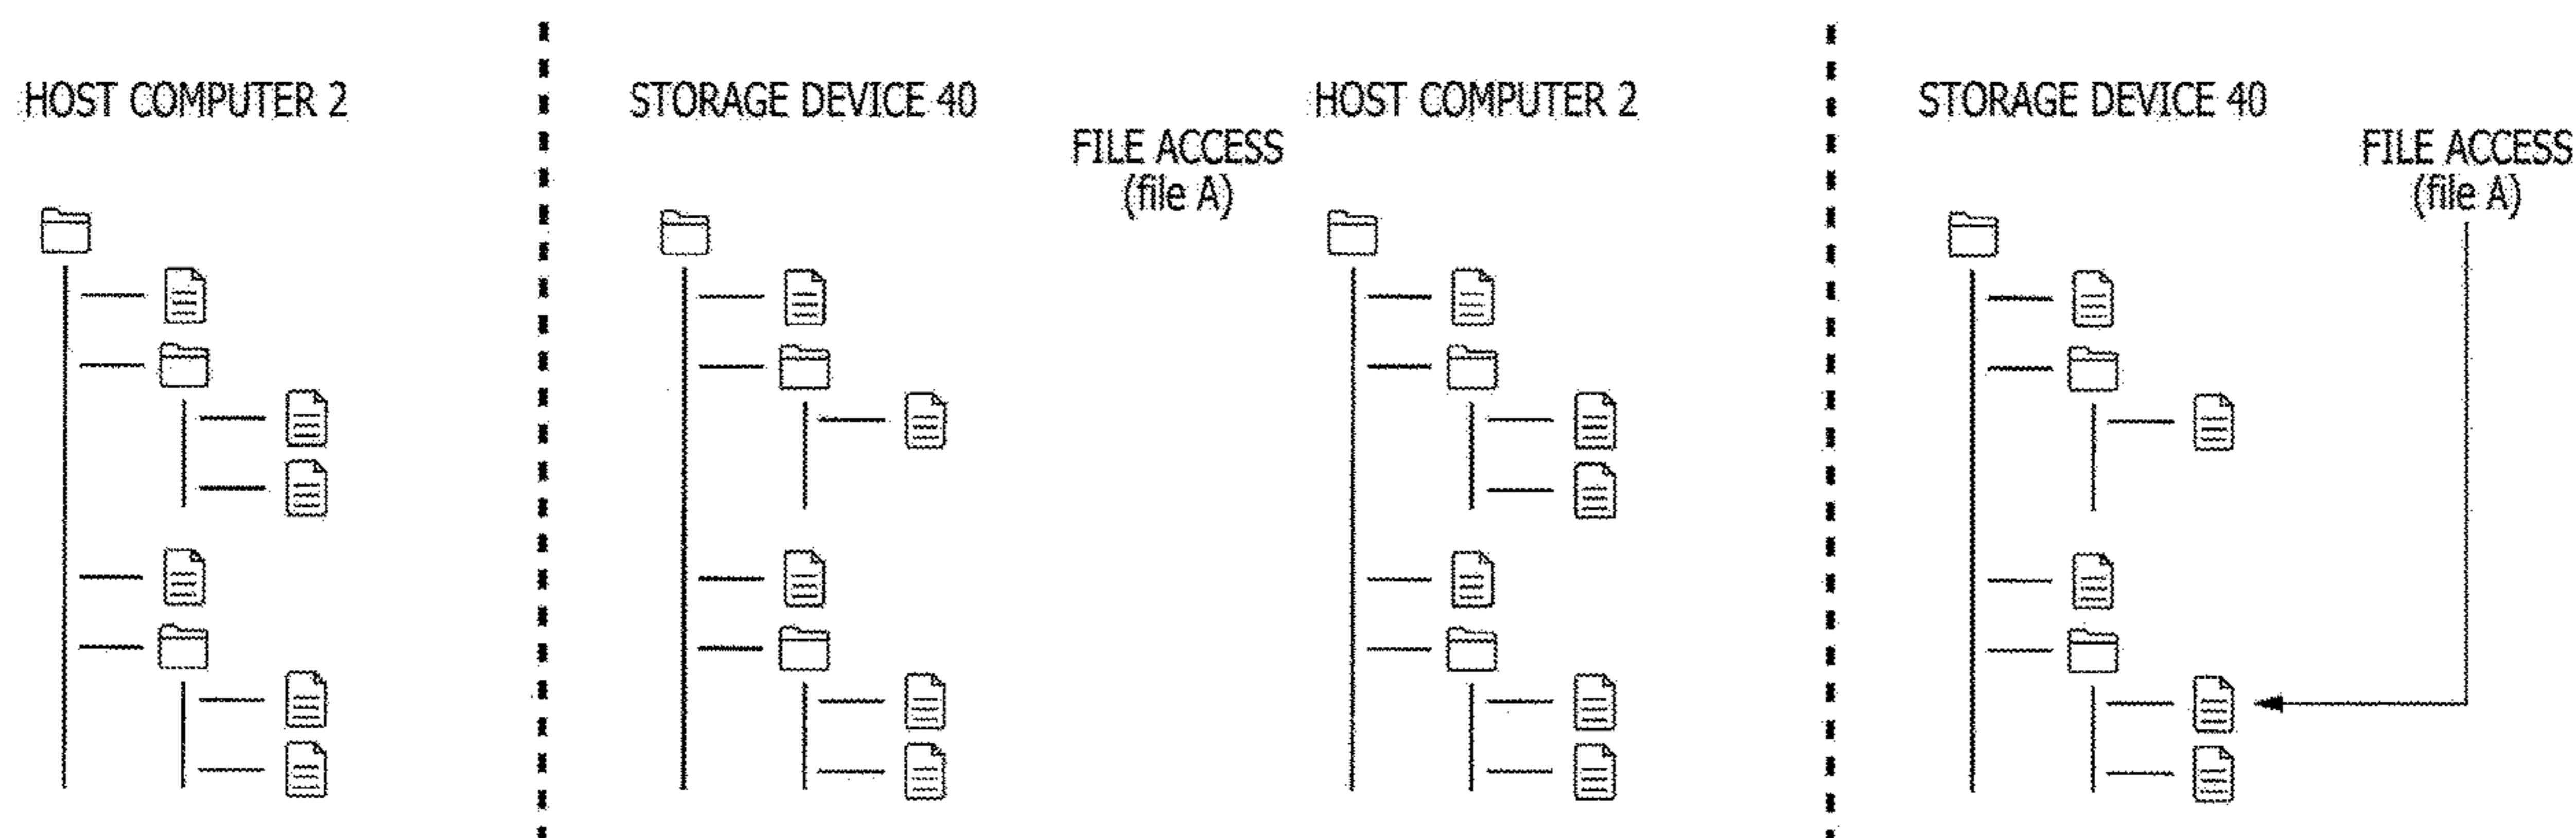 HOST COMPUTER 2
STORAGE DEVICE 40
FILE ACCESS
(file A)
HOST COMPUTER 2
STORAGE DEVICE 40
FILE ACCESS
(file A)